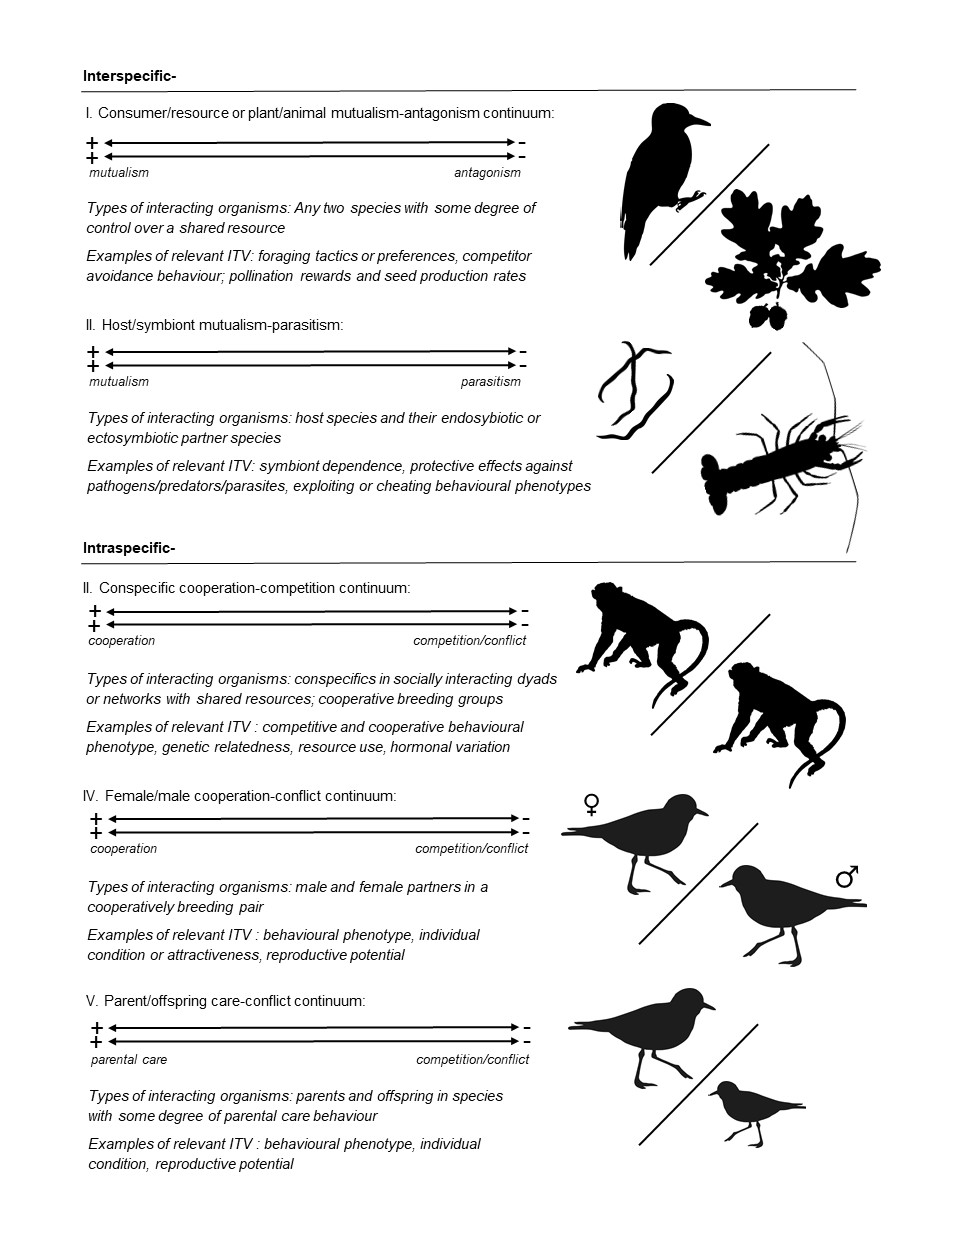 Interspecific-
I. Consumer/resource or plant/animal mutualism-antagonism continuum:
+ -
+ -
mutualism antagonism
Types of interacting organisms: Any two species with some degree of
control over a shared resource
Examples of relevant ITV: foraging tactics or preferences, competitor
avoidance behaviour; pollination rewards and seed production rates
II. Host/symbiont mutualism-parasitism:
+ -
+ -
mutualism parasitism
Types of interacting organisms: host species and their endosybiotic or
ectosymbiotic partner species
Examples of relevant ITV: symbiont dependence, protective effects against
pathogens/predators/parasites, exploiting or cheating behavioural phenotypes
Intraspecific-
II. Conspecific cooperation-competition continuum:
+ -
+ -
cooperation competition/conflict
Types of interacting organisms: conspecifics in socially interacting dyads
or networks with shared resources; cooperative breeding groups
Examples of relevant ITV : competitive and cooperative behavioural
phenotype, genetic relatedness, resource use, hormonal variation
IV. Female/male cooperation-conflict continuum:
♀
+ -
+ -
cooperation competition/conflict
♂
Types of interacting organisms: male and female partners in a
cooperatively breeding pair
Examples of relevant ITV : behavioural phenotype, individual
condition or attractiveness, reproductive potential
V. Parent/offspring care-conflict continuum:
+ -
+ -
parental care competition/conflict
Types of interacting organisms: parents and offspring in species
with some degree of parental care behaviour
Examples of relevant ITV : behavioural phenotype, individual
condition, reproductive potential